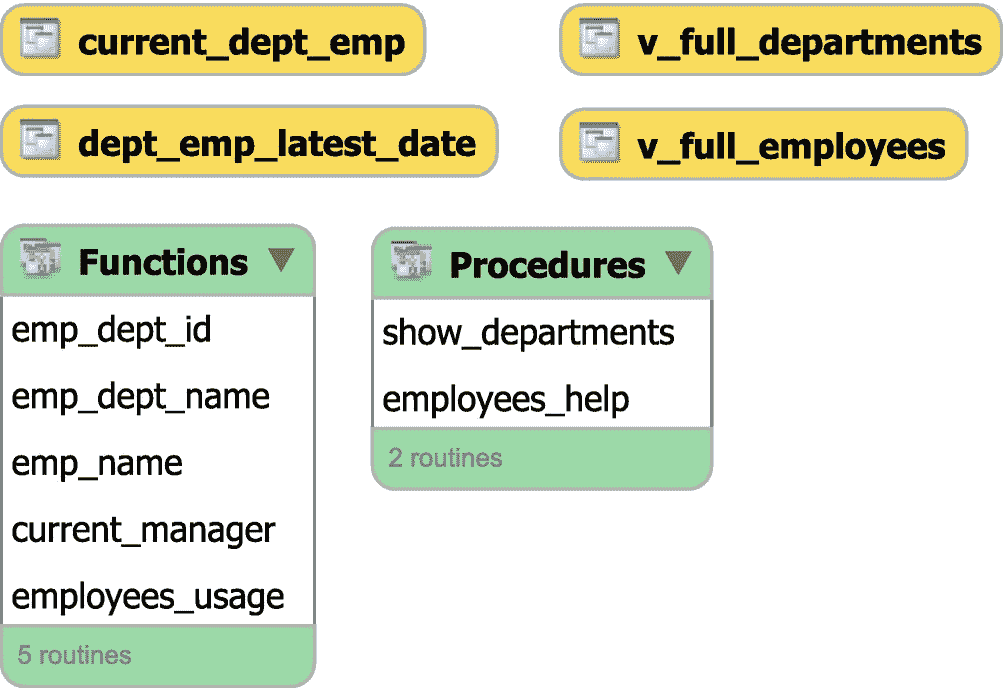 current_dept_emp
v_full_departments
dept_emp_latest_date
v_full_employees
Functions
emp_dept_id
emp_dept_name
emp_name
current_manager
employees_usage
5 routines
Procedures
show_departments
employees_help
2 routines